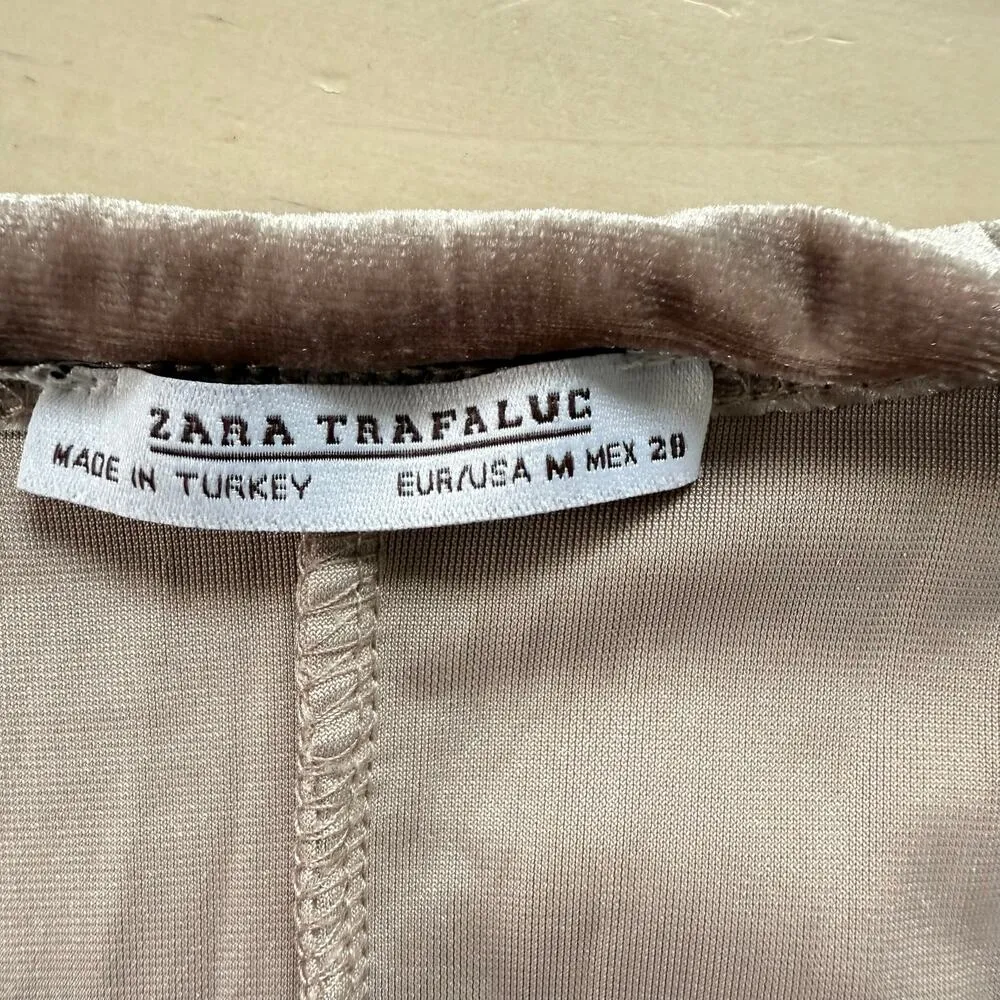 ZARA TRAFALUC
MADE IN TURKEY EUR/USA M MEX 28